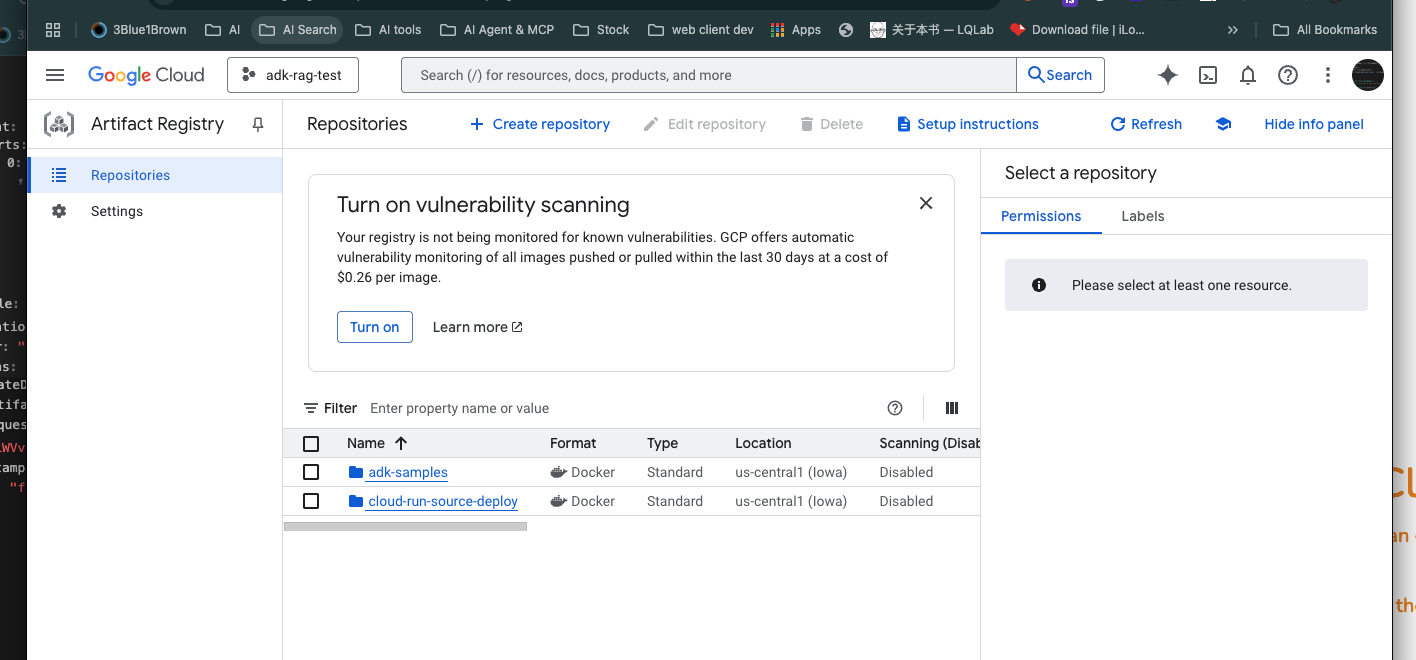 3Blue1Brown AI AI Search AI tools AI Agent & MCP Stock web client dev Apps 关于本书 — LQLab Download file | iLo... » All Bookmarks
Google Cloud adk-rag-test Search (/) for resources, docs, products, and more Search
Artifact Registry
Repositories
Settings
Repositories Create repository Edit repository Delete Setup instructions Refresh Hide info panel
Turn on vulnerability scanning
Your registry is not being monitored for known vulnerabilities. GCP offers automatic
vulnerability monitoring of all images pushed or pulled within the last 30 days at a cost of
$0.26 per image.
Turn on Learn more
Filter Enter property name or value
Name Format Type Location Scanning (Disab
adk-samples Docker Standard us-central1 (Iowa) Disabled
cloud-run-source-deploy Docker Standard us-central1 (Iowa) Disabled
Select a repository
Permissions Labels
Please select at least one resource.